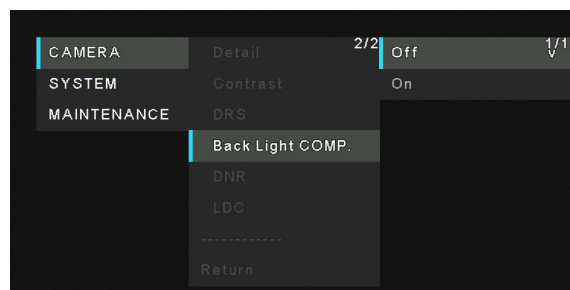 CAMERA
SYSTEM
MAINTENANCE
2/2
Detail
Contrast
DRS
Back Light COMP.
DNR
LDC
------------
Return
1/1
Off
On